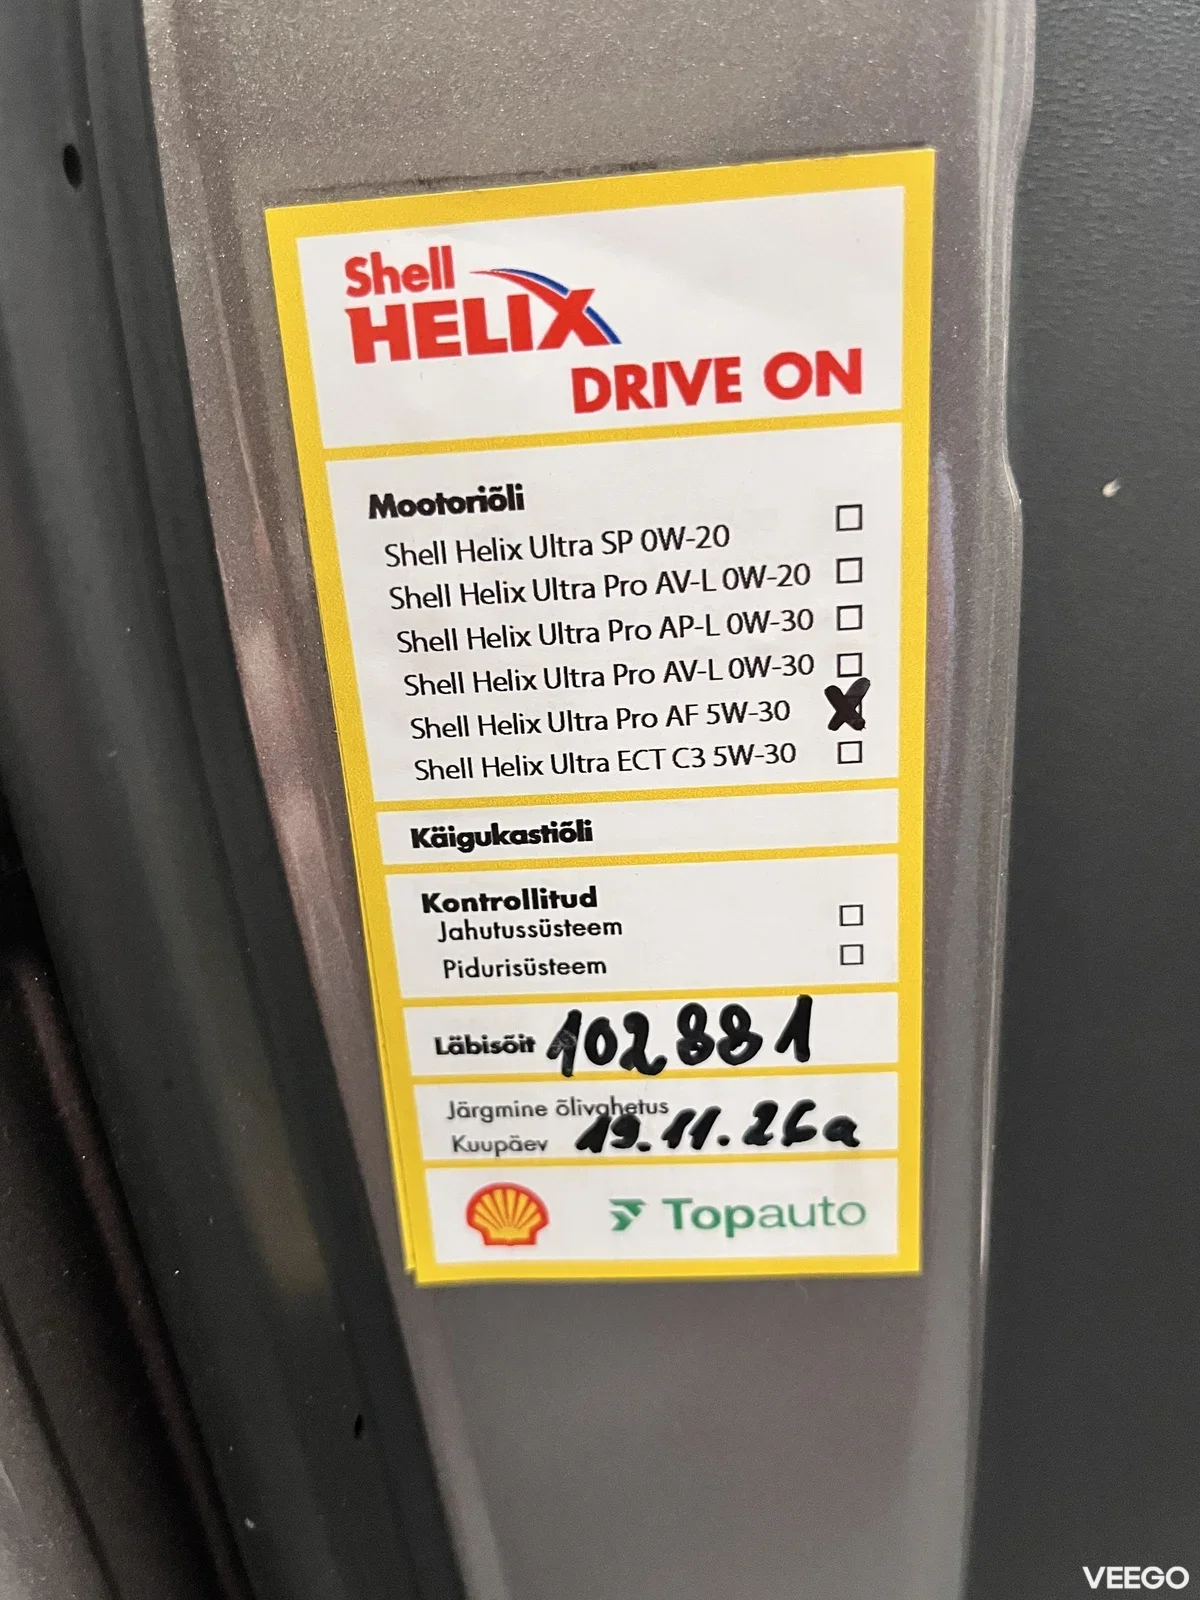 Shell
HELIX
DRIVE ON
Mootoriõli
Shell Helix Ultra SP 0W-20
Shell Helix Ultra Pro AV-L 0W-20
Shell Helix Ultra Pro AP-L 0W-30
Shell Helix Ultra Pro AV-L 0W-30
Shell Helix Ultra Pro AF 5W-30
Shell Helix Ultra ECT C3 5W-30
Käigukastiõli
Kontrollitud
Jahutussüsteem
Pidurisüsteem
Läbisõit 102881
Järgmine õlivahetus
Kuupäev 19.11.26a
Topauto
VEEGO